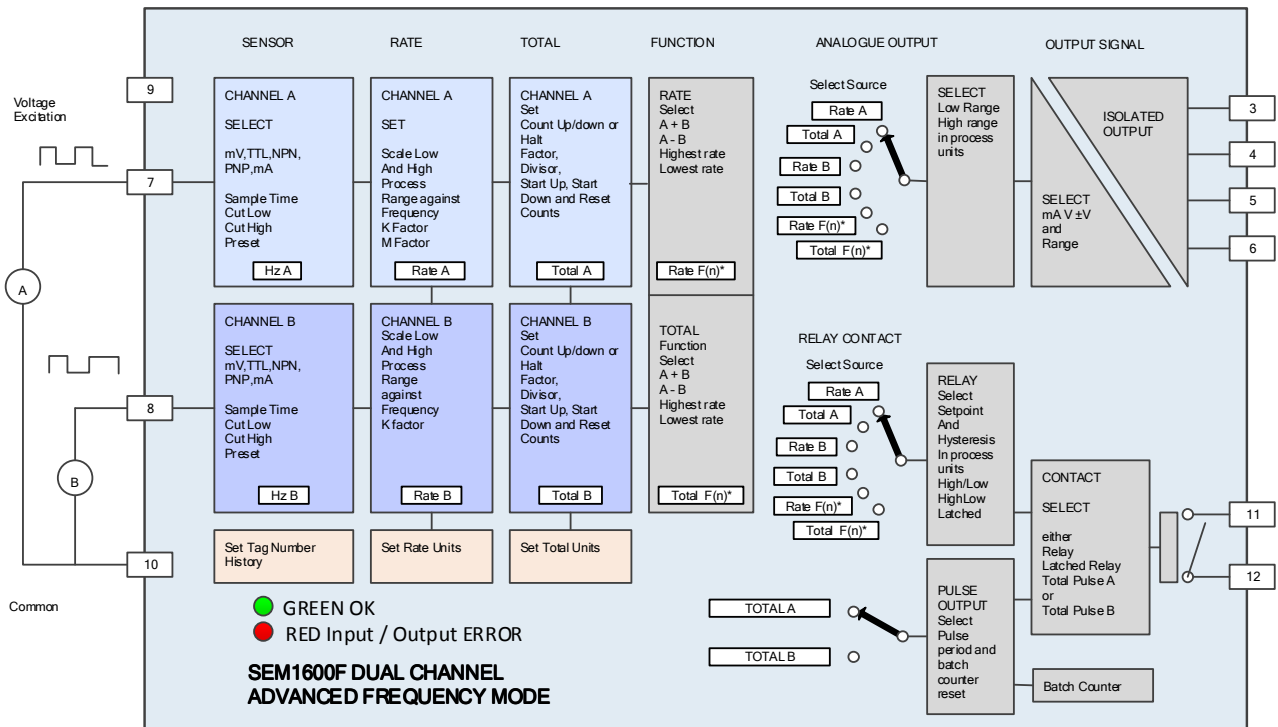 SENSOR
RATE
TOTAL
FUNCTION
ANALOGUE OUTPUT
OUTPUT SIGNAL
Voltage
Excitation
9
7
A
8
B
10
Common
CHANNEL A
SELECT
mV,TTL,NPN,
PNP,mA
Sample Time
Cut Low
Cut High
Preset
Hz A
CHANNEL A
SET
Scale Low
And High
Process
Range against
Frequency
K Factor
M Factor
Rate A
CHANNEL A
Set
Count Up/down or
Halt
Factor,
Divisor,
Start Up, Start
Down and Reset
Counts
Total A
RATE
Select
A + B
A - B
Highest rate
Lowest rate
Rate F(n)*
CHANNEL B
SELECT
mV,TTL,NPN,
PNP,mA
Sample Time
Cut Low
Cut High
Preset
Hz B
CHANNEL B
Scale Low
And High
Process
Range
against
Frequency
K factor
Rate B
CHANNEL B
Set
Count Up/down or
Halt
Factor,
Divisor,
Start Up, Start
Down and Reset
Counts
Total B
TOTAL
Function
Select
A + B
A - B
Highest rate
Lowest rate
Total F(n)*
Set Tag Number
History
Set Rate Units
Set Total Units
GREEN OK
RED Input / Output ERROR
SEM1600F DUAL CHANNEL
ADVANCED FREQUENCY MODE
Select Source
Rate A
Total A
Rate B
Total B
Rate F(n)*
Total F(n)*
SELECT
Low Range
High range
in process
units
ISOLATED
OUTPUT
SELECT
mA V ±V
and
Range
3
4
5
6
RELAY CONTACT
Select Source
Rate A
Total A
Rate B
Total B
Rate F(n)*
Total F(n)*
RELAY
Select
Setpoint
And
Hysteresis
In process
units
High/Low
HighLow
Latched
CONTACT
SELECT
either
Relay
Latched Relay
Total Pulse A
or
Total Pulse B
11
12
TOTAL A
TOTAL B
PULSE
OUTPUT
Select
Pulse
period and
batch
counter
reset
Batch Counter